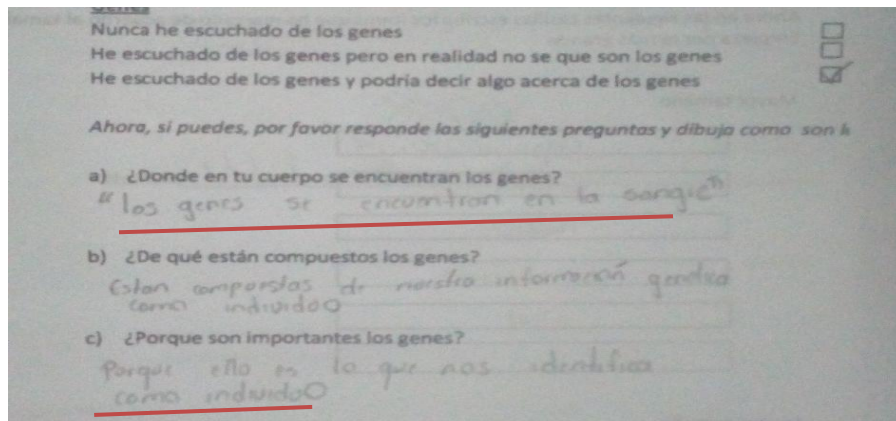 Genes
Nunca he escuchado de los genes
He escuchado de los genes pero en realidad no se que son los genes
He escuchado de los genes y podría decir algo acerca de los genes
Ahora, si puedes, por favor responde las siguientes preguntas y dibuja como son l
a) ¿Donde en tu cuerpo se encuentran los genes?
"los genes se encuentran en la sangre"
b) ¿De qué están compuestos los genes?
Estan compuestos de nuestra información genetica
como individuo
c) ¿Porque son importantes los genes?
Porque ello es lo que nos identifica
como individuo